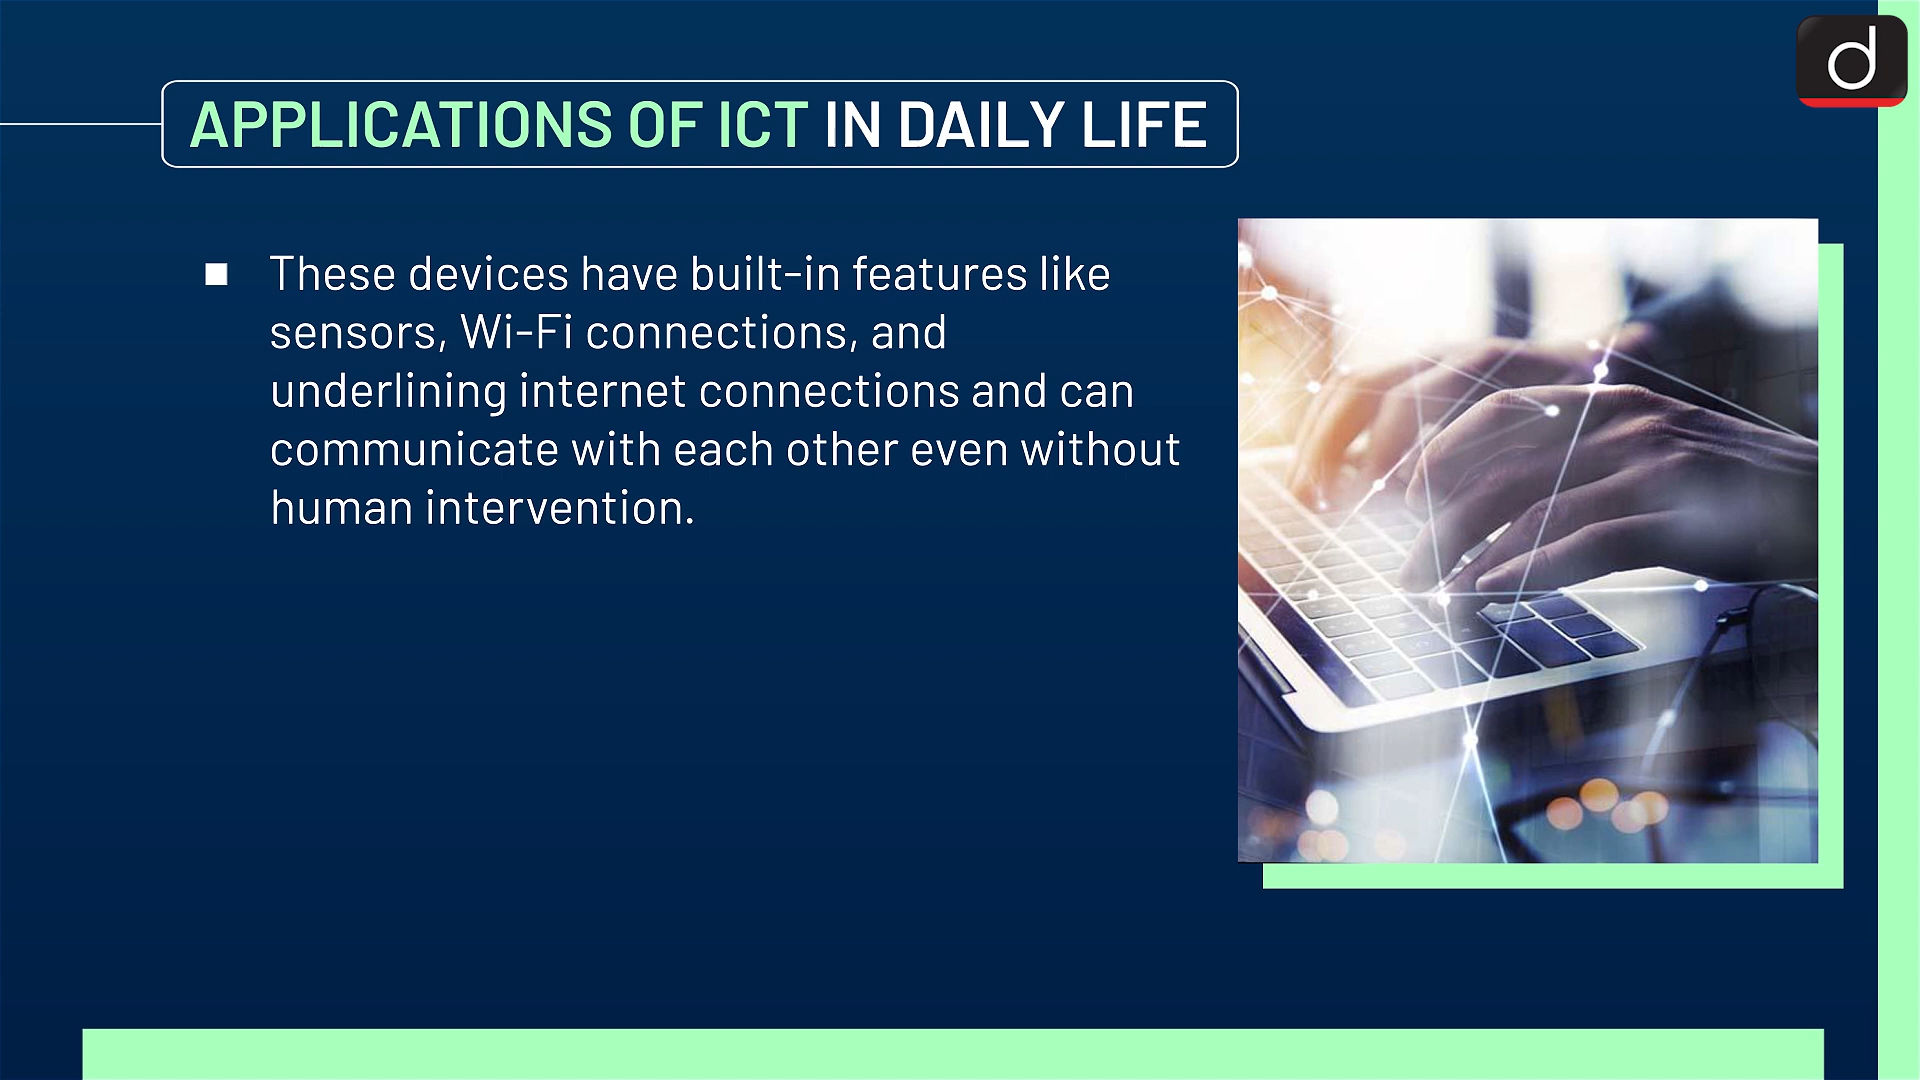 d
APPLICATIONS OF ICT IN DAILY LIFE
These devices have built-in features like
sensors, Wi-Fi connections, and
underlining internet connections and can
communicate with each other even without
human intervention.